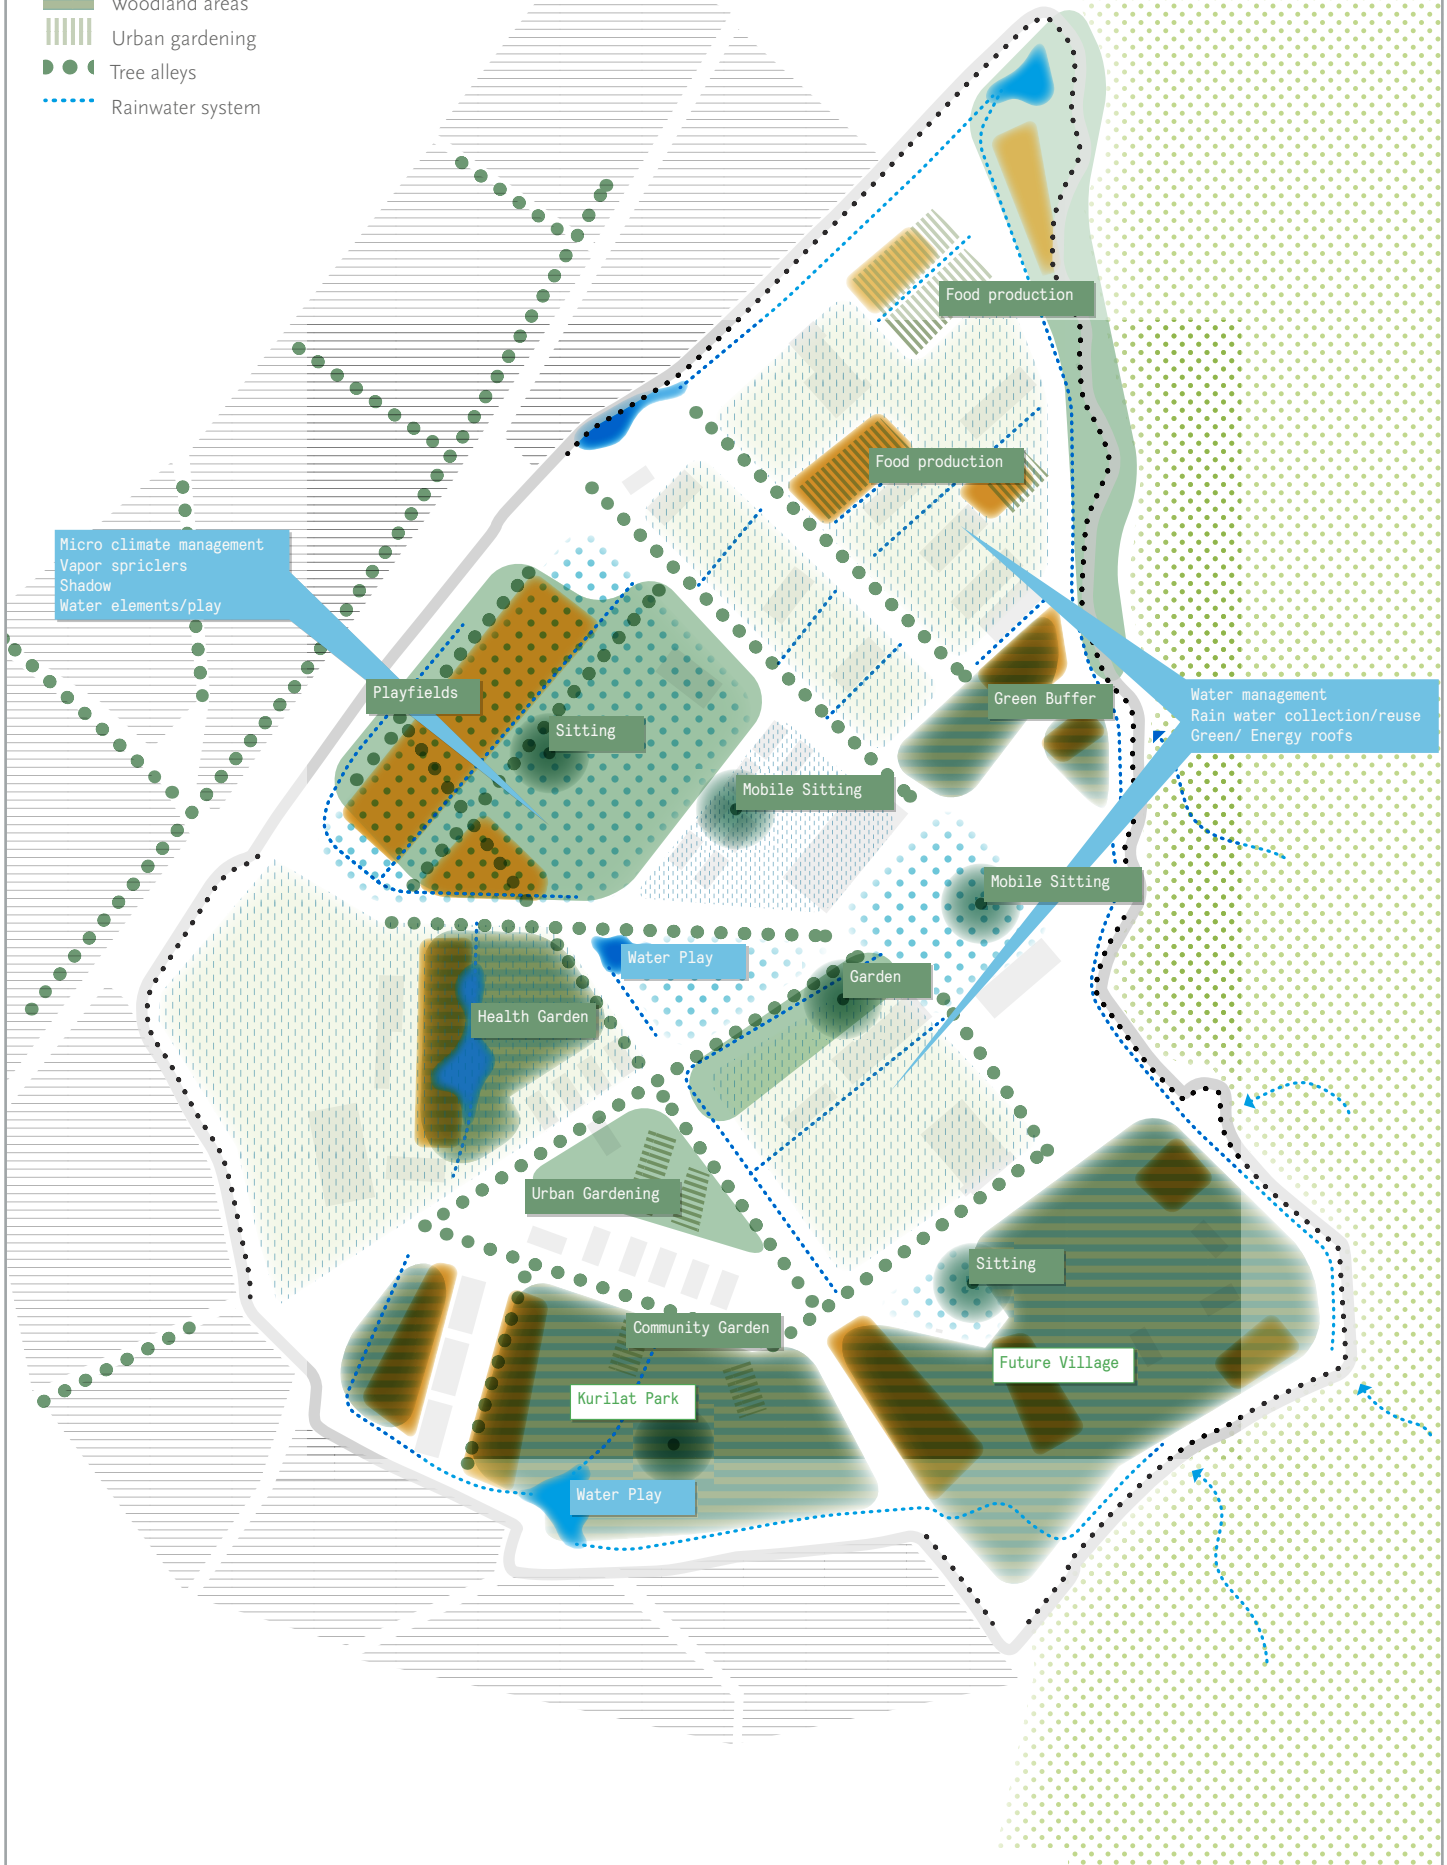 Woodland areas
Urban gardening
Tree alleys
Rainwater system
Food production
Food production
Micro climate management
Vapor spriclers
Shadow
Water elements/play
Playfields
Sitting
Green Buffer
Water management
Rain water collection/reuse
Green/ Energy roofs
Mobile Sitting
Mobile Sitting
Water Play
Garden
Health Garden
Urban Gardening
Sitting
Community Garden
Future Village
Kurilat Park
Water Play